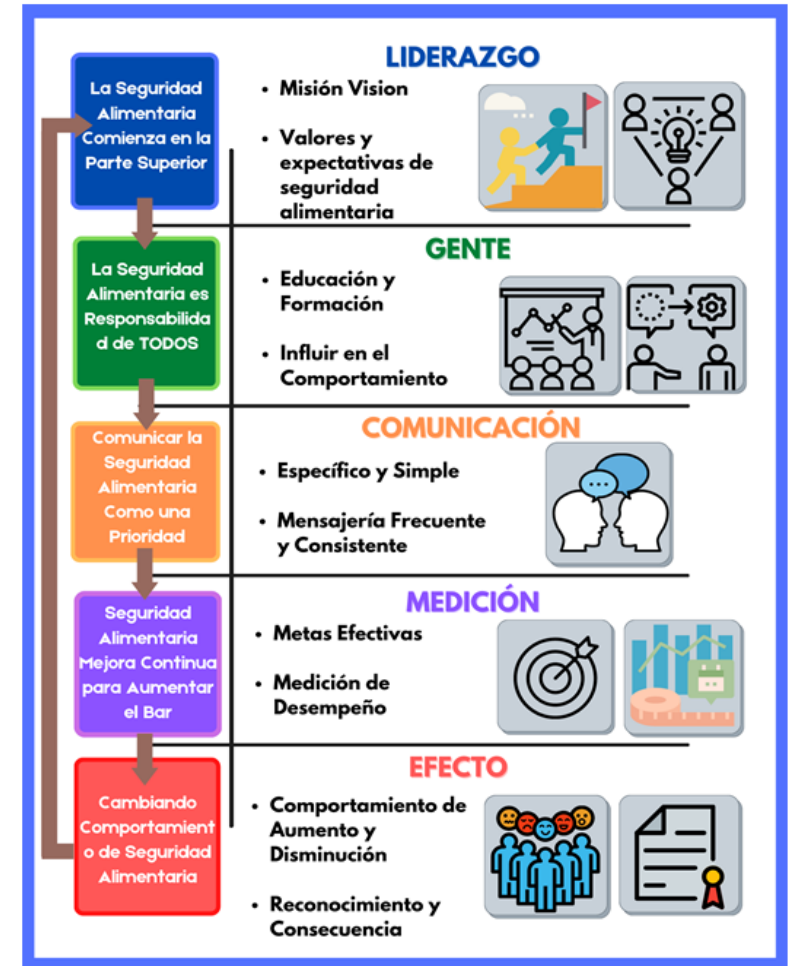 La Seguridad
Alimentaria
Comienza en la
Parte Superior
LIDERAZGO
• Misión Vision
• Valores y
expectativas de
seguridad
alimentaria
La Seguridad
Alimentaria es
Responsabilida
d de TODOS
GENTE
• Educación y
Formación
• Influir en el
Comportamiento
Comunicar la
Seguridad
Alimentaria
Como una
Prioridad
COMUNICACIÓN
• Específico y Simple
• Mensajería Frecuente
y Consistente
Seguridad
Alimentaria
Mejora Continua
para Aumentar
el Bar
MEDICIÓN
• Metas Efectivas
• Medición de
Desempeño
Cambiando
Comportamient
o de Seguridad
Alimentaria
EFECTO
• Comportamiento de
Aumento y
Disminución
• Reconocimiento y
Consecuencia